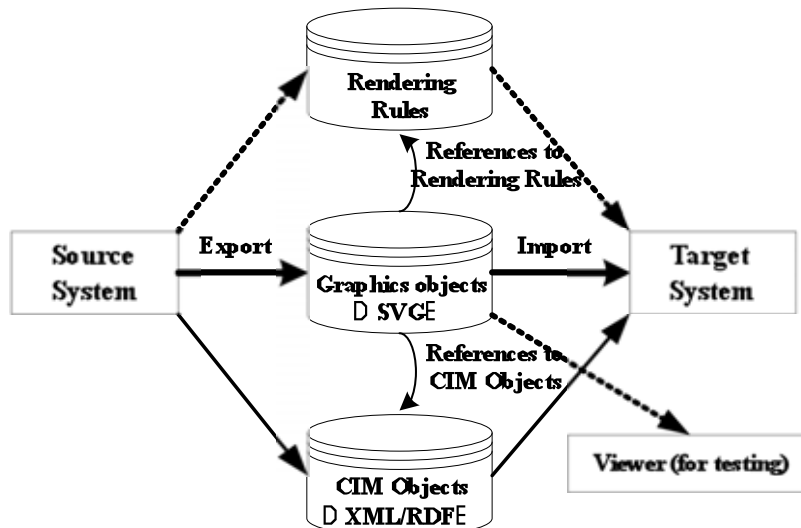 Rendering
Rules
References to
Rendering Rules
Source
System
Export
Import
Target
System
Graphics objects
D SVGE
References to
CIM Objects
Viewer (for testing)
CIM Objects
D XML/RDFE